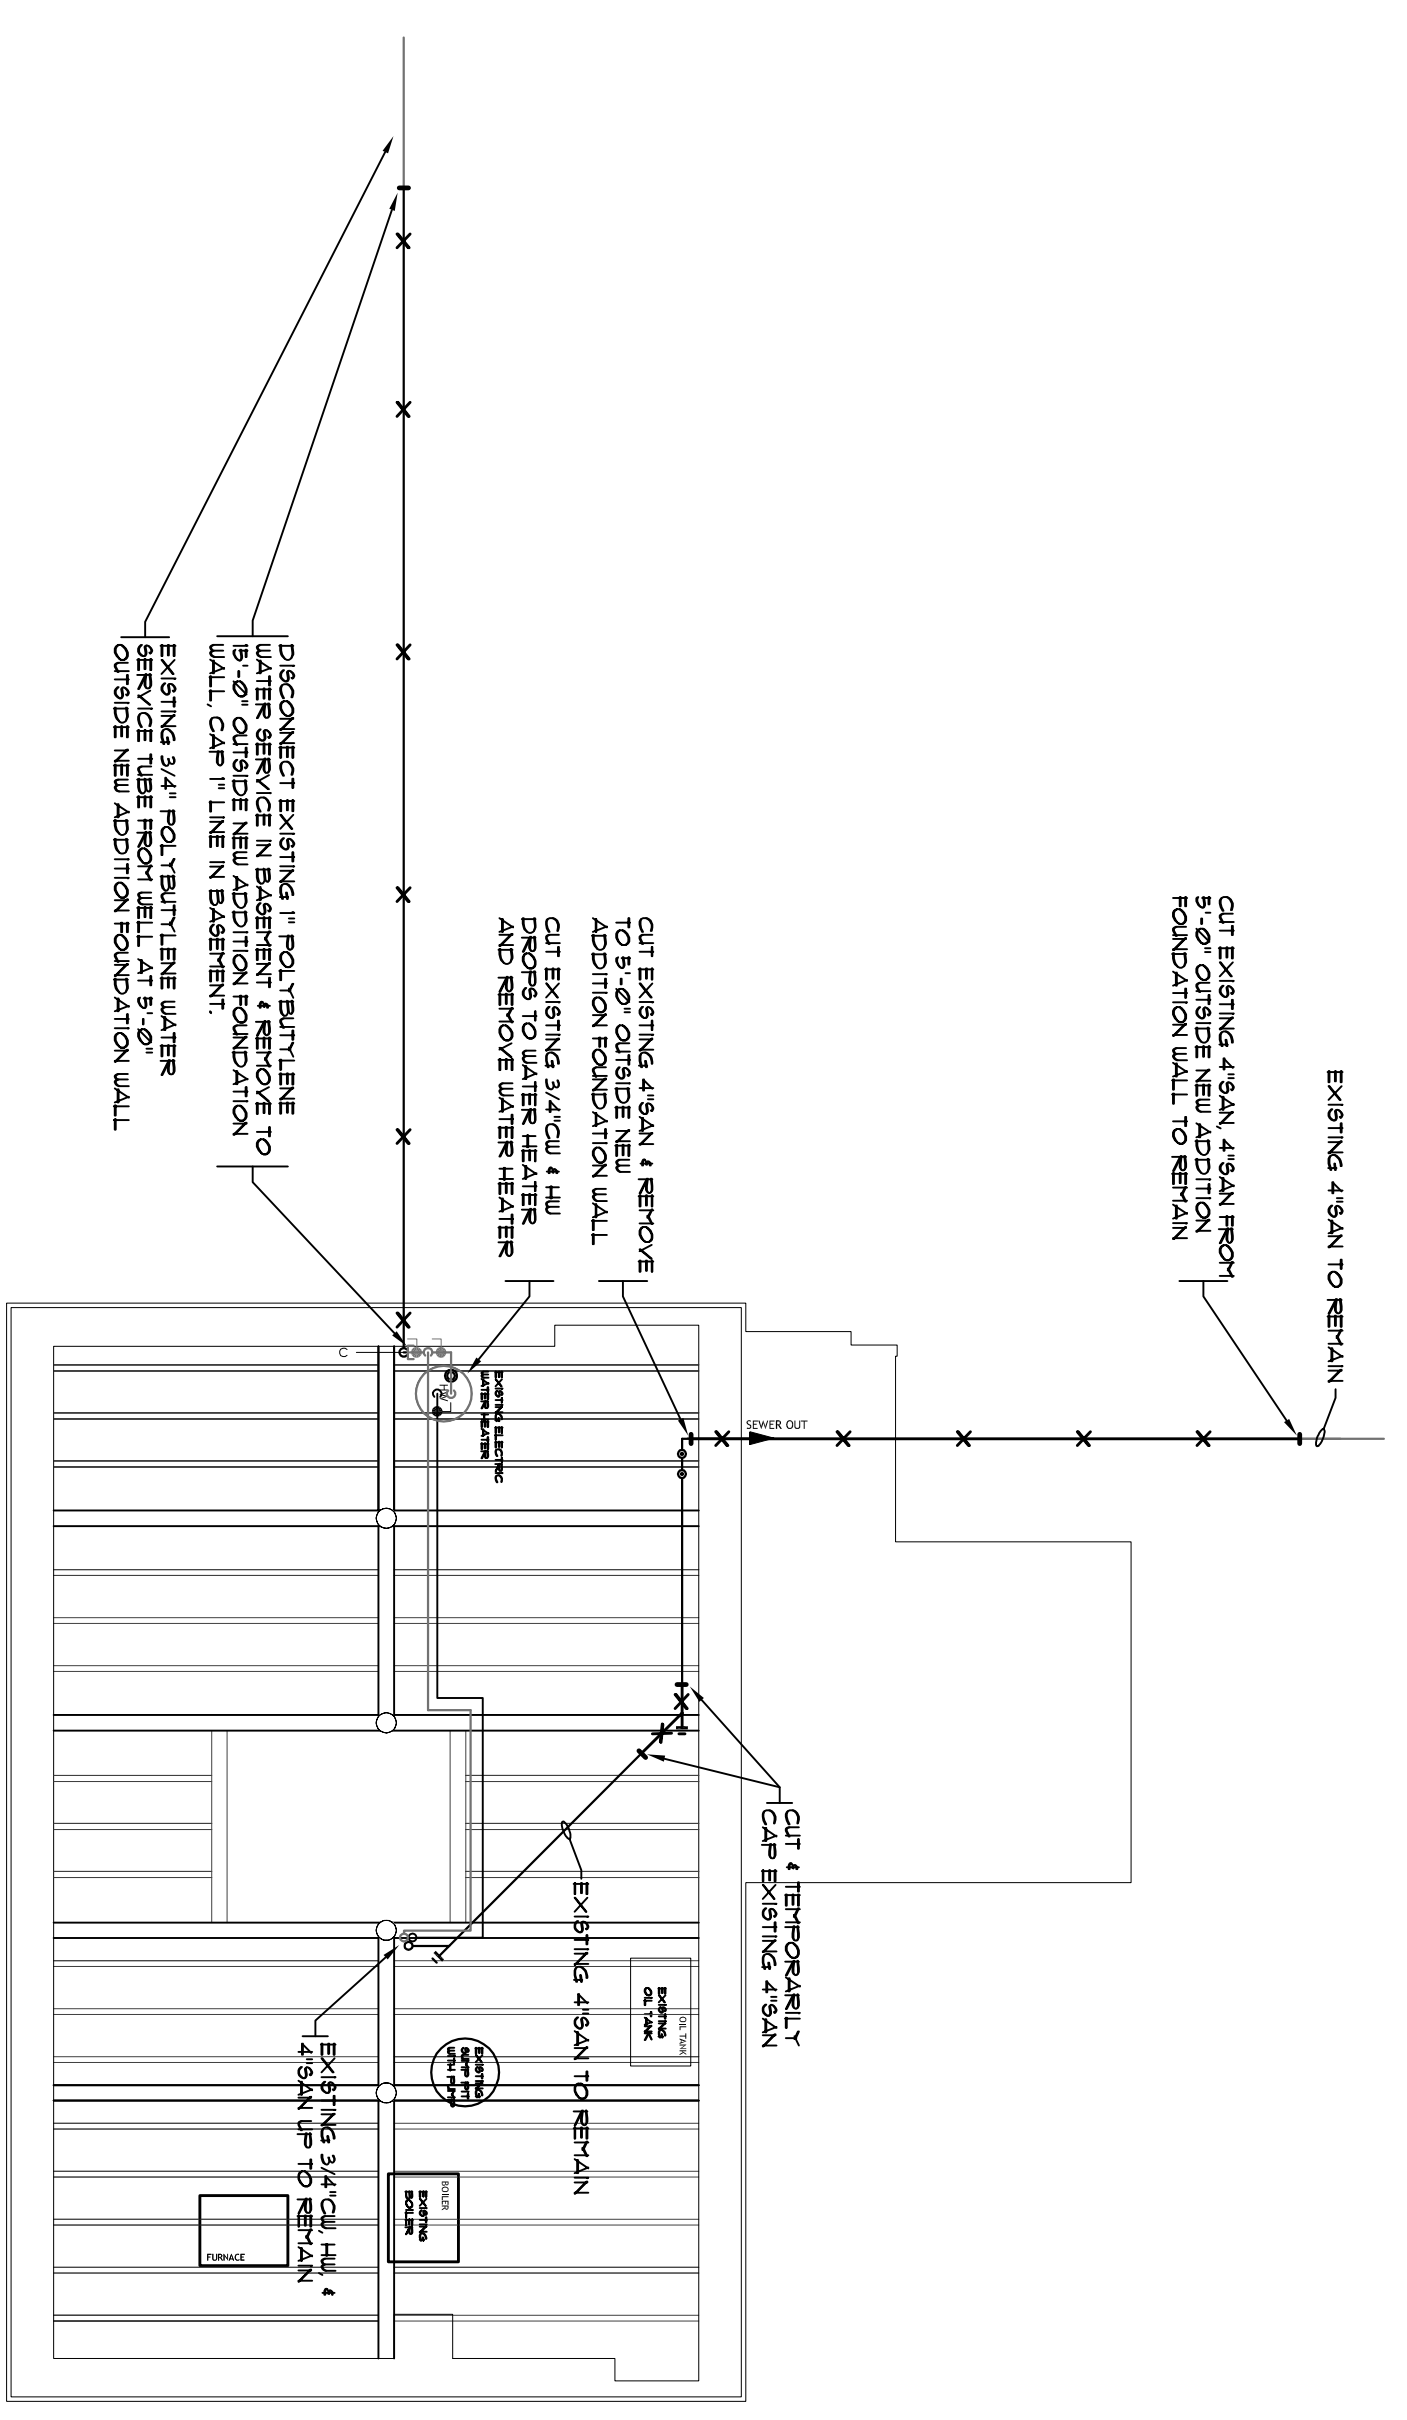 EXISTING 4"SAN TO REMAIN
CUT EXISTING 4"SAN, 4"SAN FROM
5'-0" OUTSIDE NEW ADDITION
FOUNDATION WALL TO REMAIN
CUT EXISTING 4"SAN & REMOVE
TO 5'-0" OUTSIDE NEW
ADDITION FOUNDATION WALL
CUT EXISTING 3/4"CW & HW
DROPS TO WATER HEATER
AND REMOVE WATER HEATER
DISCONNECT EXISTING 1" POLYBUTYLENE
WATER SERVICE IN BASEMENT & REMOVE TO
15'-0" OUTSIDE NEW ADDITION FOUNDATION
WALL, CAP 1" LINE IN BASEMENT.
EXISTING 3/4" POLYBUTYLENE WATER
SERVICE TUBE FROM WELL AT 5'-0"
OUTSIDE NEW ADDITION FOUNDATION WALL
SEWER OUT
C
HW
EXISTING ELECTRIC
WATER HEATER
CUT & TEMPORARILY
CAP EXISTING 4"SAN
EXISTING 4"SAN TO REMAIN
OIL TANK
EXISTING
OIL TANK
EXISTING
SUMP PIT
WITH PUMP
EXISTING 3/4"CW, HW, &
4"SAN UP TO REMAIN
BOILER
EXISTING
BOILER
FURNACE